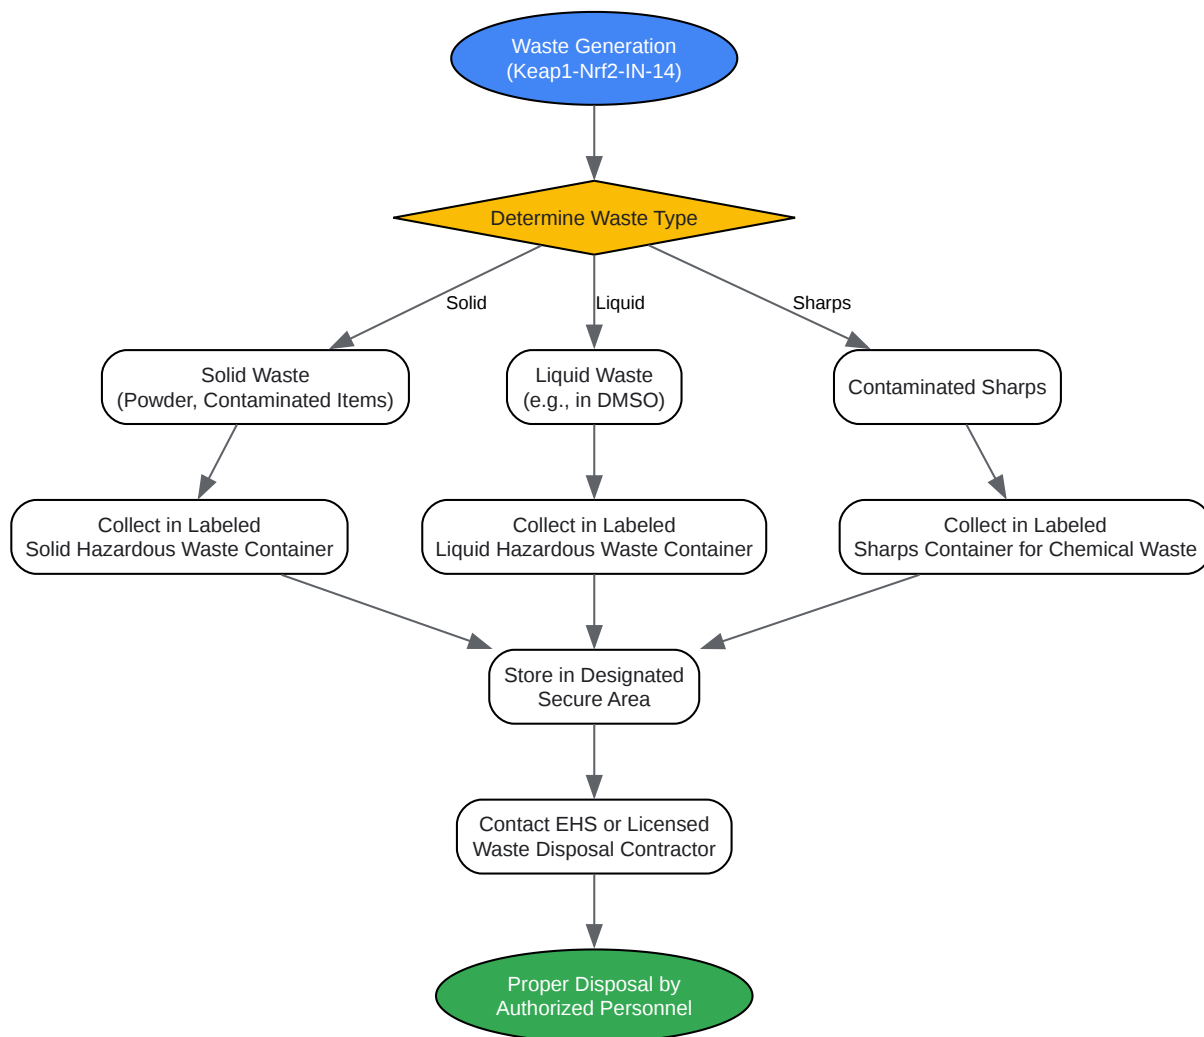 Waste Generation
(Keap1-Nrf2-IN-14)
Determine Waste Type
Solid
Liquid
Sharps
Solid Waste
(Powder, Contaminated Items)
Liquid Waste
(e.g., in DMSO)
Contaminated Sharps
Collect in Labeled
Solid Hazardous Waste Container
Collect in Labeled
Liquid Hazardous Waste Container
Collect in Labeled
Sharps Container for Chemical Waste
Store in Designated
Secure Area
Contact EHS or Licensed
Waste Disposal Contractor
Proper Disposal by
Authorized Personnel